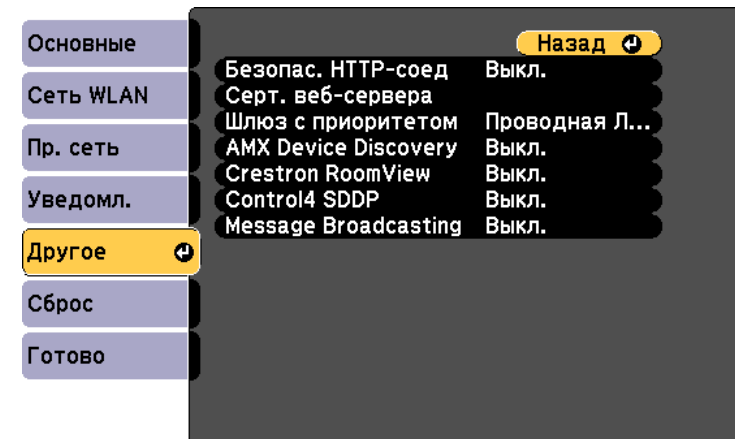 Основные
Сеть WLAN
Пр. сеть
Уведомл.
Другое
Сброс
Готово
Назад
Безопас. HTTP-соед Выкл.
Серт. веб-сервера
Шлюз с приоритетом Проводная Л...
AMX Device Discovery Выкл.
Crestron RoomView Выкл.
Control4 SDDP Выкл.
Message Broadcasting Выкл.